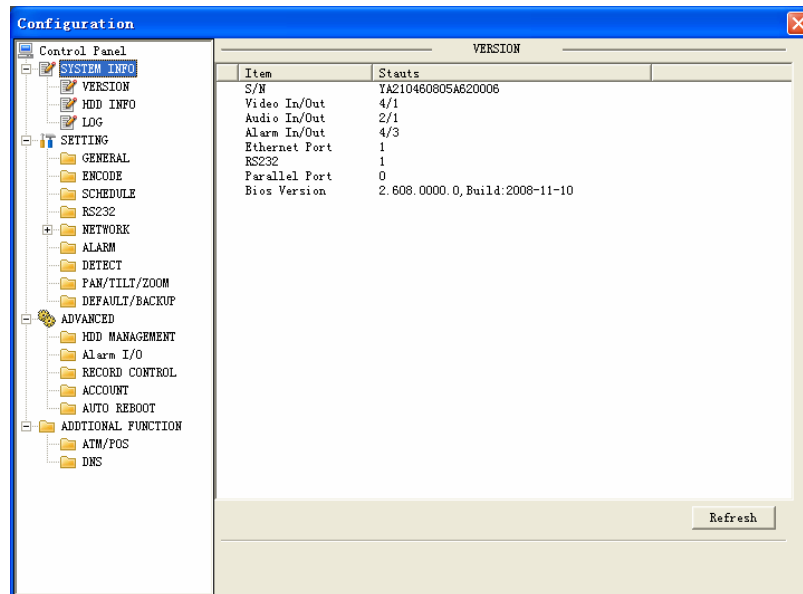 Configuration
Control Panel
SYSTEM INFO
VERSION
HDD INFO
LOG
SETTING
GENERAL
ENCODE
SCHEDULE
RS232
NETWORK
ALARM
DETECT
PAN/TILT/ZOOM
DEFAULT/BACKUP
ADVANCED
HDD MANAGEMENT
Alarm I/O
RECORD CONTROL
ACCOUNT
AUTO REBOOT
ADDTIONAL FUNCTION
ATM/POS
DNS
VERSION
Item Stauts
S/N YA210460805A620006
Video In/Out 4/1
Audio In/Out 2/1
Alarm In/Out 4/3
Ethernet Port 1
RS232 1
Parallel Port 0
Bios Version 2.608.0000.0,Build:2008-11-10
Refresh